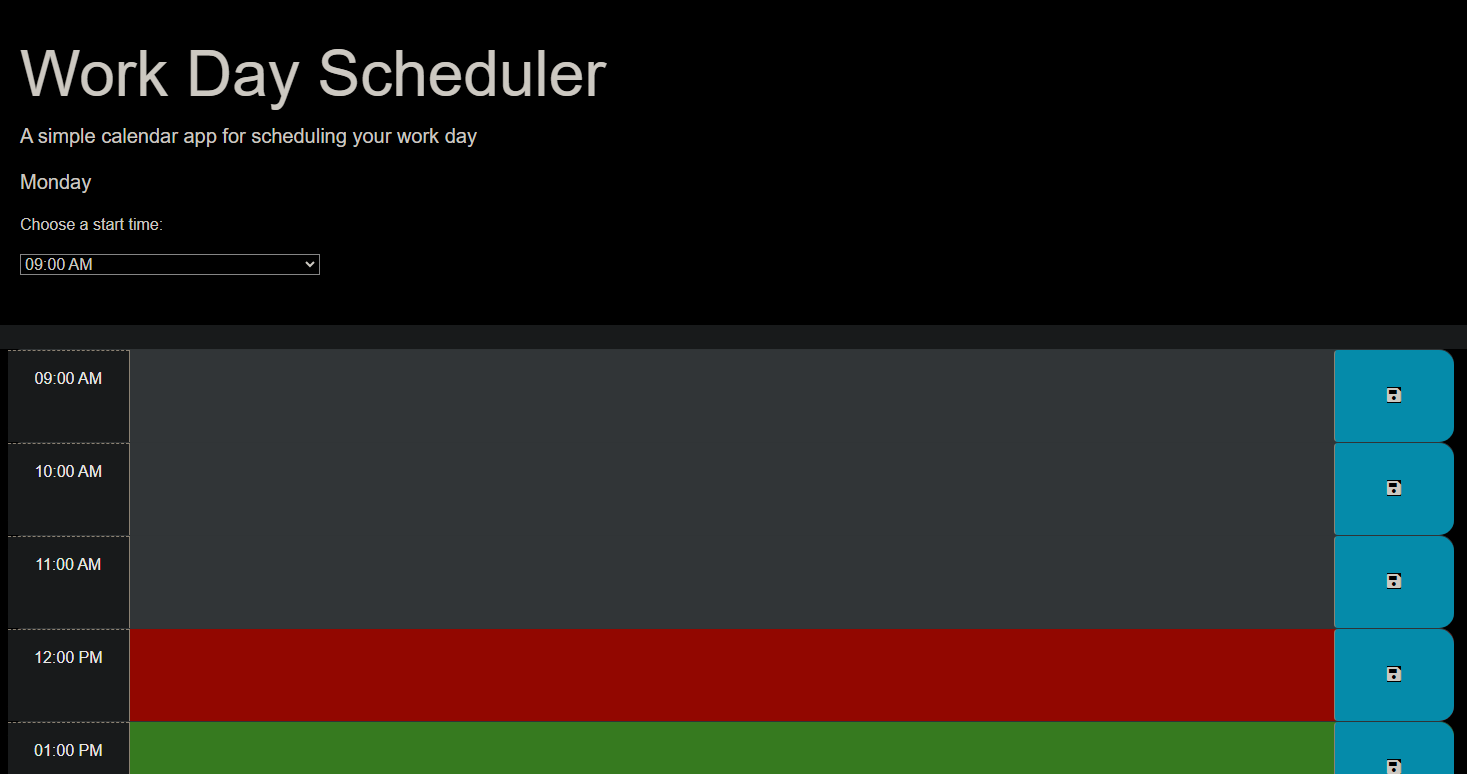 Work Day Scheduler
A simple calendar app for scheduling your work day
Monday
Choose a start time:
09:00 AM
09:00 AM
10:00 AM
11:00 AM
12:00 PM
01:00 PM